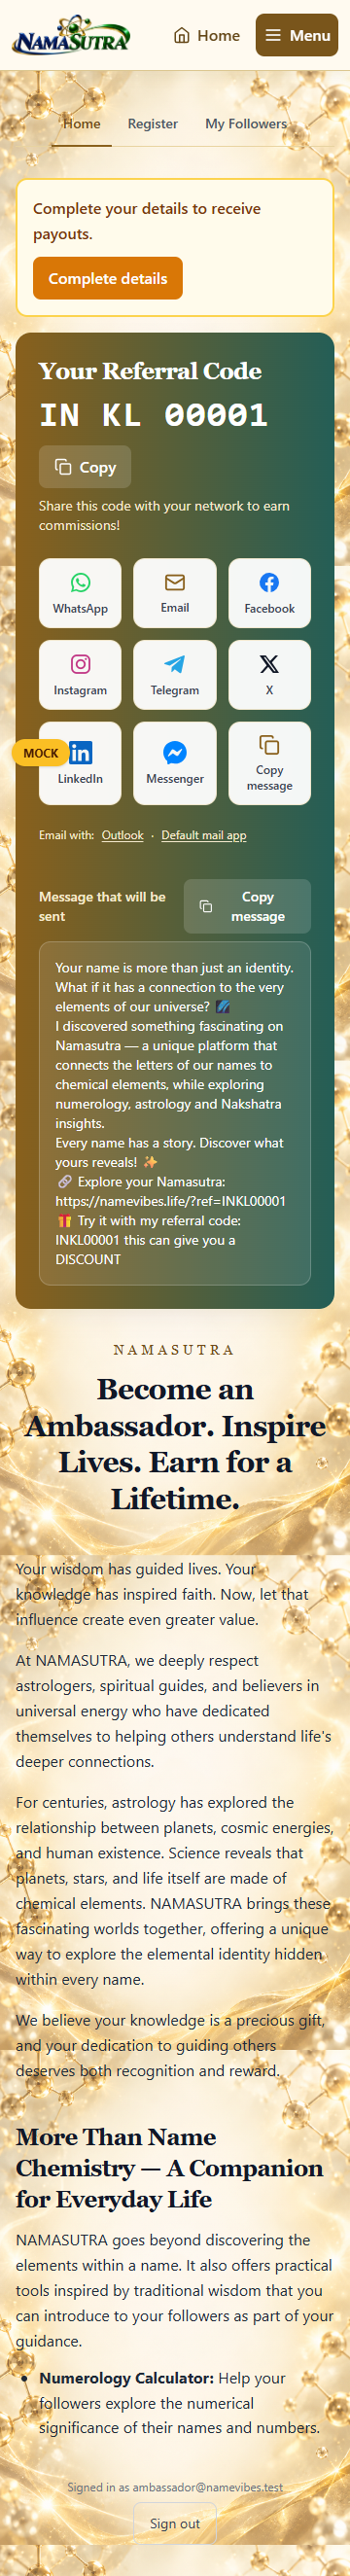 NAMASUTRA
Home
Menu
Home
Register
My Followers
Complete your details to receive
payouts.
Complete details
Your Referral Code
IN KL 00001
Copy
Share this code with your network to earn
commissions!
WhatsApp
Email
Facebook
Instagram
Telegram
X
MOCK
LinkedIn
Messenger
Copy
message
Email with: Outlook · Default mail app
Message that will be
sent
Copy
message
Your name is more than just an identity.
What if it has a connection to the very
elements of our universe? 🌌
I discovered something fascinating on
Namasutra — a unique platform that
connects the letters of our names to
chemical elements, while exploring
numerology, astrology and Nakshatra
insights.
Every name has a story. Discover what
yours reveals! ✨
🔗 Explore your Namasutra:
https://namevibes.life/?ref=INKL00001
🎁 Try it with my referral code:
INKL00001 this can give you a
DISCOUNT
NAMASUTRA
Become an
Ambassador. Inspire
Lives. Earn for a
Lifetime.
Your wisdom has guided lives. Your
knowledge has inspired faith. Now, let that
influence create even greater value.
At NAMASUTRA, we deeply respect
astrologers, spiritual guides, and believers in
universal energy who have dedicated
themselves to helping others understand life's
deeper connections.
For centuries, astrology has explored the
relationship between planets, cosmic energies,
and human existence. Science reveals that
planets, stars, and life itself are made of
chemical elements. NAMASUTRA brings these
fascinating worlds together, offering a unique
way to explore the elemental identity hidden
within every name.
We believe your knowledge is a precious gift,
and your dedication to guiding others
deserves both recognition and reward.
More Than Name
Chemistry — A Companion
for Everyday Life
NAMASUTRA goes beyond discovering the
elements within a name. It also offers practical
tools inspired by traditional wisdom that you
can introduce to your followers as part of your
guidance.
• Numerology Calculator: Help your
followers explore the numerical
significance of their names and numbers.
Signed in as ambassador@namevibes.test
Sign out